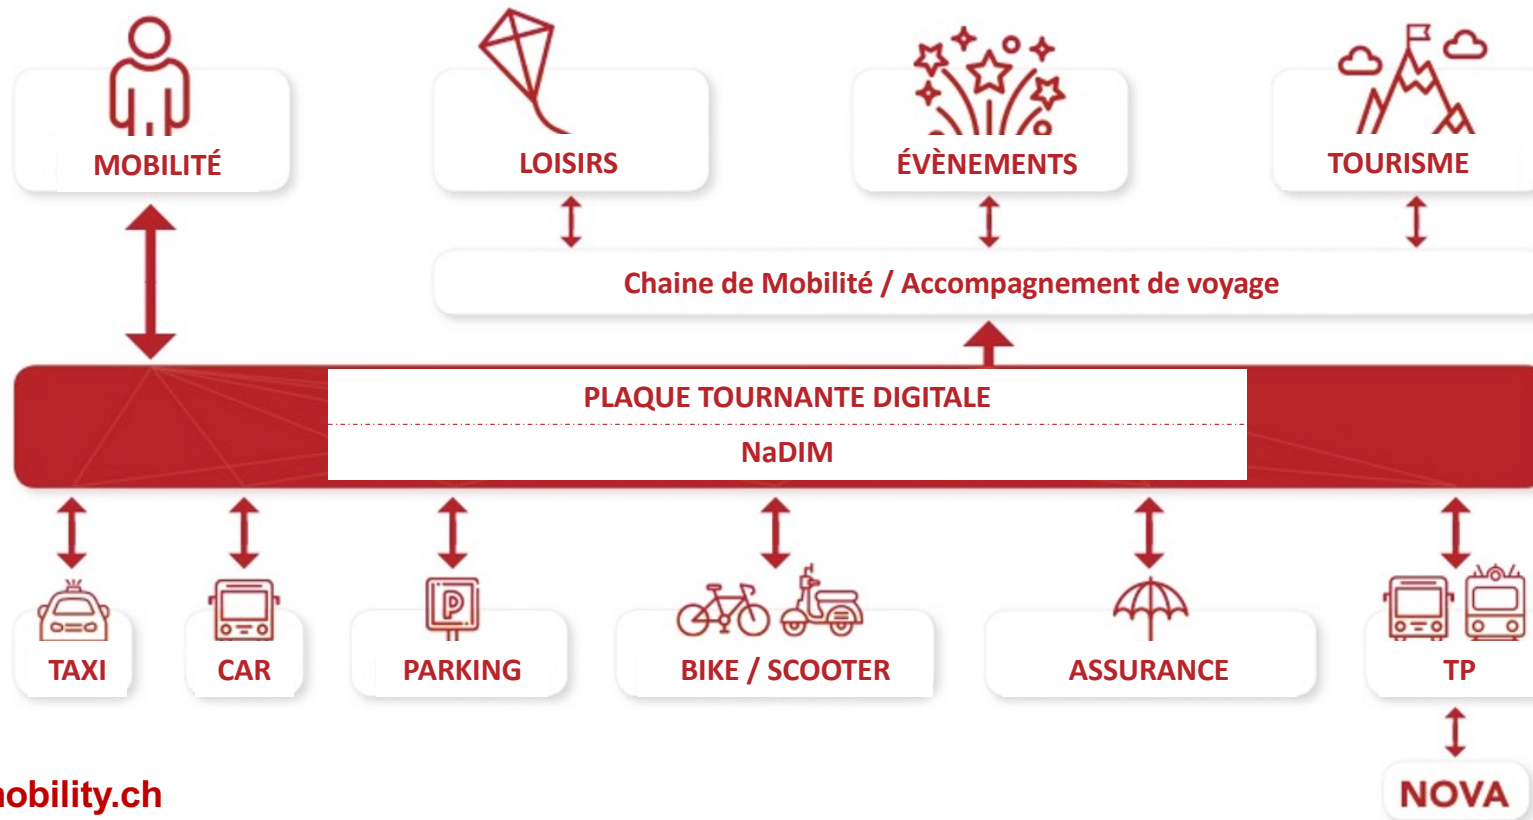 MOBILITÉ
LOISIRS
ÉVÈNEMENTS
TOURISME
Chaine de Mobilité / Accompagnement de voyage
PLAQUE TOURNANTE DIGITALE
NaDIM
P
TAXI
CAR
PARKING
BIKE / SCOOTER
ASSURANCE
TP
nobility.ch
NOVA